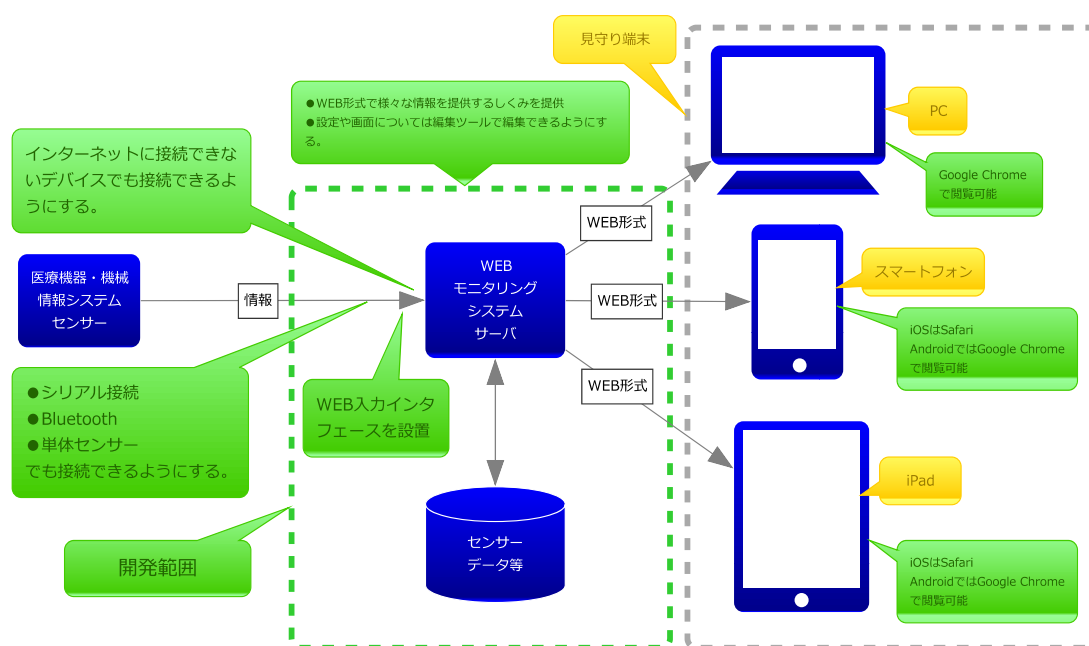 見守り端末
●WEB形式で様々な情報を提供するしくみを提供
●設定や画面については編集ツールで編集できるようにす
る。
PC
インターネットに接続できな
いデバイスでも接続できるよ
うにする。
Google Chrome
で閲覧可能
WEB形式
医療機器・機械
情報システム
センサー
情報
WEB
モニタリング
システム
サーバ
WEB形式
スマートフォン
iOSはSafari
AndroidではGoogle Chrome
で閲覧可能
WEB形式
●シリアル接続
●Bluetooth
●単体センサー
でも接続できるようにする。
WEB入力インタ
フェースを設置
iPad
センサー
データ等
開発範囲
iOSはSafari
AndroidではGoogle Chrome
で閲覧可能